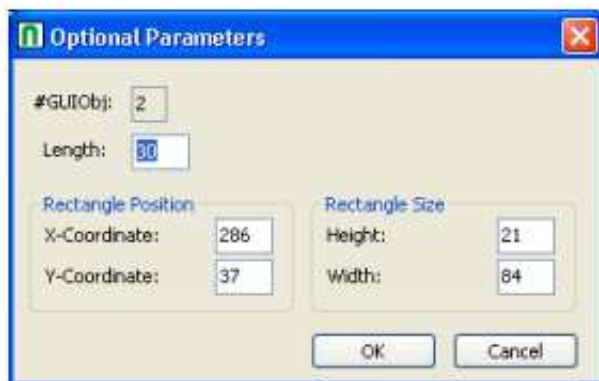 Optional Parameters
#GUIObj: 2
Length: 30
Rectangle Position
X-Coordinate: 286
Y-Coordinate: 37
Rectangle Size
Height: 21
Width: 84
OK Cancel